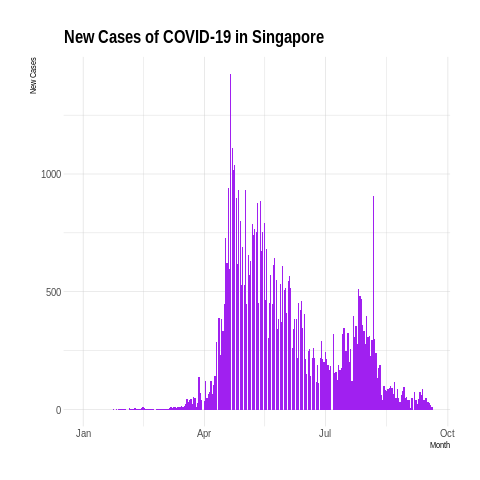 New Cases of COVID-19 in Singapore
New Cases
1000
500
0
Jan Apr Jul Oct
Month